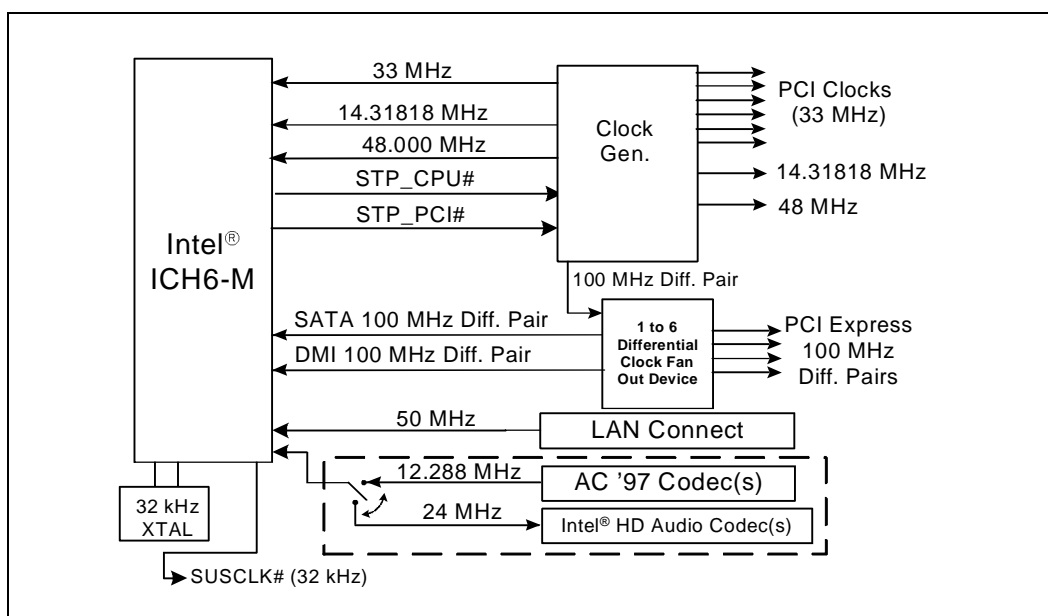 33 MHz
14.31818 MHz
48.000 MHz
STP_CPU#
STP_PCI#
Intel®
ICH6-M
Clock
Gen.
PCI Clocks
(33 MHz)
14.31818 MHz
48 MHz
100 MHz Diff. Pair
SATA 100 MHz Diff. Pair
DMI 100 MHz Diff. Pair
1 to 6
Differential
Clock Fan
Out Device
PCI Express
100 MHz
Diff. Pairs
50 MHz
LAN Connect
12.288 MHz
AC '97 Codec(s)
24 MHz
Intel® HD Audio Codec(s)
32 kHz
XTAL
SUSCLK# (32 kHz)